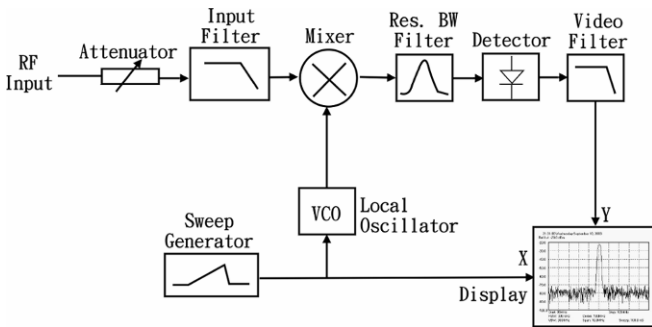 Input
Filter
Mixer
Res. BW
Filter
Detector
Video
Filter
Attenuator
RF
Input
VCO
Local
Oscillator
Sweep
Generator
Y
X
Display